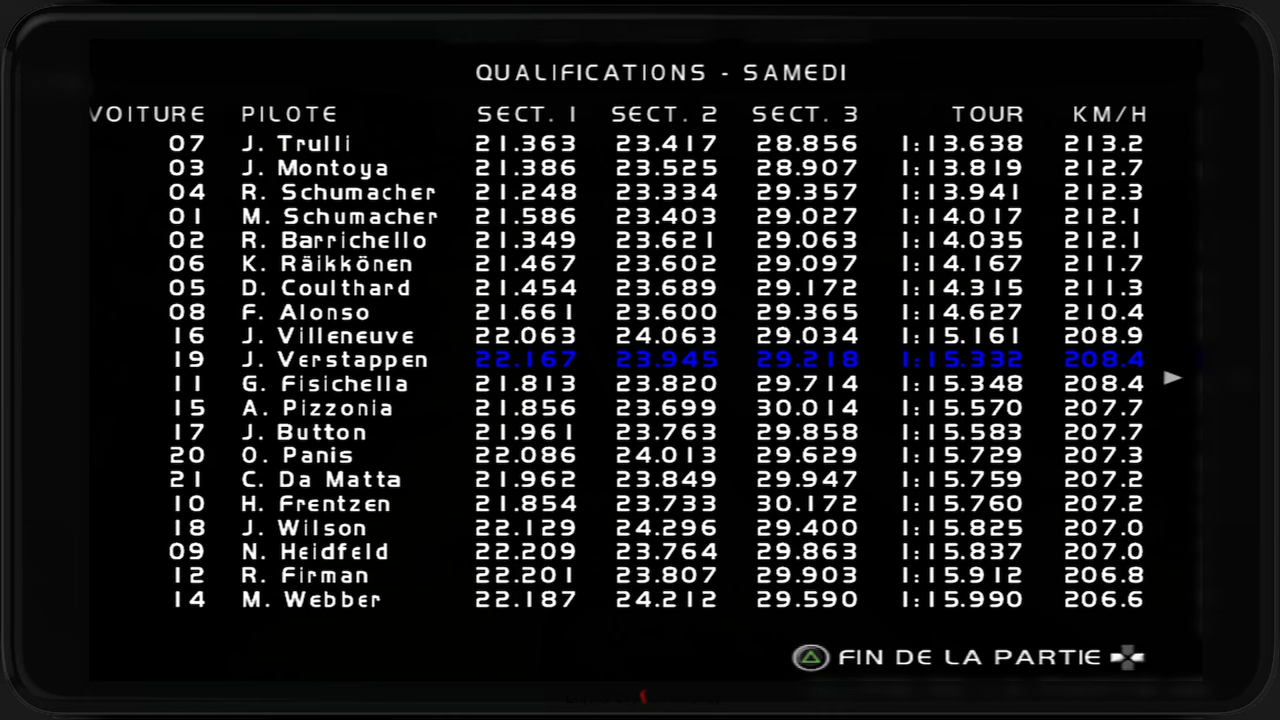 QUALIFICATIONS - SAMEDI
VOITURE PILOTE SECT. 1 SECT. 2 SECT. 3 TOUR KM/H
07 J. Trulli 21.363 23.417 28.856 1:13.638 213.2
03 J. Montoya 21.386 23.525 28.907 1:13.819 212.7
04 R. Schumacher 21.248 23.334 29.357 1:13.941 212.3
01 M. Schumacher 21.586 23.403 29.027 1:14.017 212.1
02 R. Barrichello 21.349 23.621 29.063 1:14.035 212.1
06 K. Räikkönen 21.467 23.602 29.097 1:14.167 211.7
05 D. Coulthard 21.454 23.689 29.172 1:14.315 211.3
08 F. Alonso 21.661 23.600 29.365 1:14.627 210.4
16 J. Villeneuve 22.063 24.063 29.034 1:15.161 208.9
19 J. Verstappen 22.167 23.945 29.218 1:15.332 208.4
11 G. Fisichella 21.813 23.820 29.714 1:15.348 208.4
15 A. Pizzonia 21.856 23.699 30.014 1:15.570 207.7
17 J. Button 21.961 23.763 29.858 1:15.583 207.7
20 O. Panis 22.086 24.013 29.629 1:15.729 207.3
21 C. Da Matta 21.962 23.849 29.947 1:15.759 207.2
10 H. Frentzen 21.854 23.733 30.172 1:15.760 207.2
18 J. Wilson 22.129 24.296 29.400 1:15.825 207.0
09 N. Heidfeld 22.209 23.764 29.863 1:15.837 207.0
12 R. Firman 22.201 23.807 29.903 1:15.912 206.8
14 M. Webber 22.187 24.212 29.590 1:15.990 206.6
FIN DE LA PARTIE